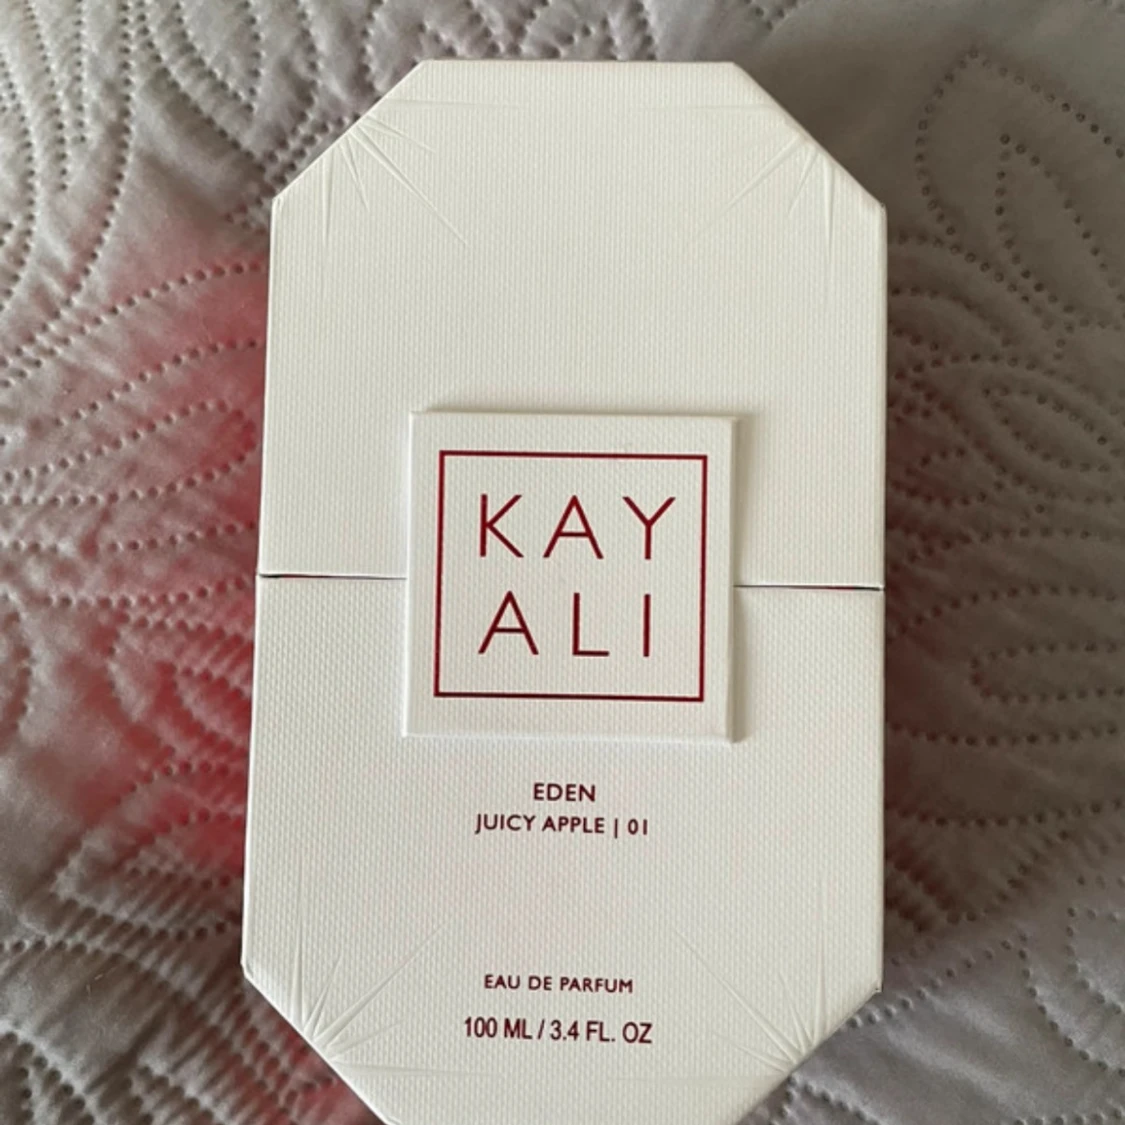 KAY
ALI
EDEN
JUICY APPLE | 01
EAU DE PARFUM
100 ML / 3.4 FL. OZ